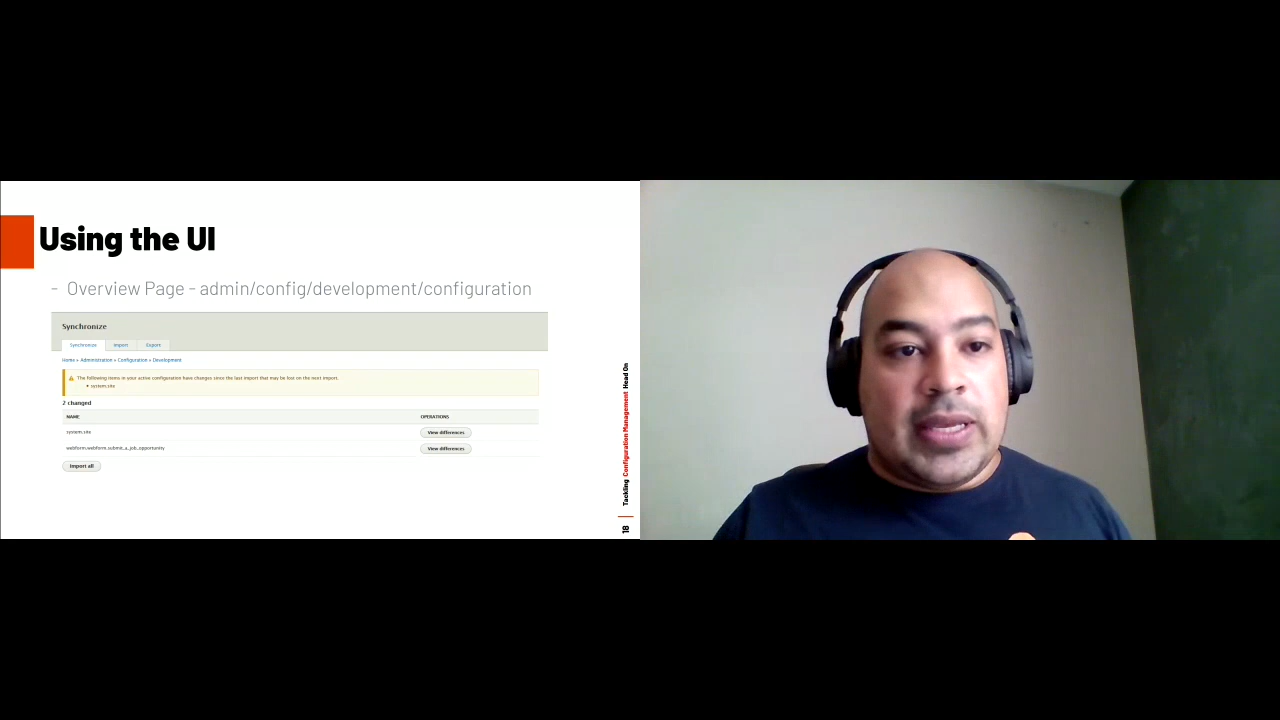 Using the UI
- Overview Page - admin/config/development/configuration
Synchronize
Synchronize Import Export
Home » Administration » Configuration » Development
The following items in your active configuration have changes since the last import that may be lost on the next import.
• system.site
2 changed
NAME OPERATIONS
system.site View differences
webform.webform.submit_a_job_opportunity View differences
Import all
Tackling Configuration Management Head On
18